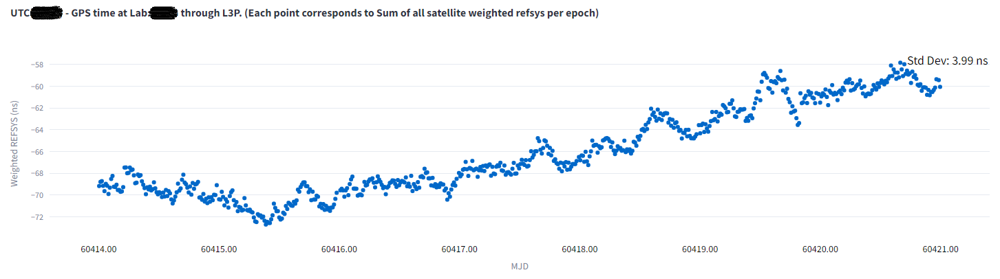 UTC - GPS time at Lab: through L3P. (Each point corresponds to Sum of all satellite weighted refsys per epoch)
Std Dev: 3.99 ns
−58
−60
−62
−64
−66
−68
−70
−72
Weighted REFSYS (ns)
60414.00 60415.00 60416.00 60417.00 60418.00 60419.00 60420.00 60421.00
MJD